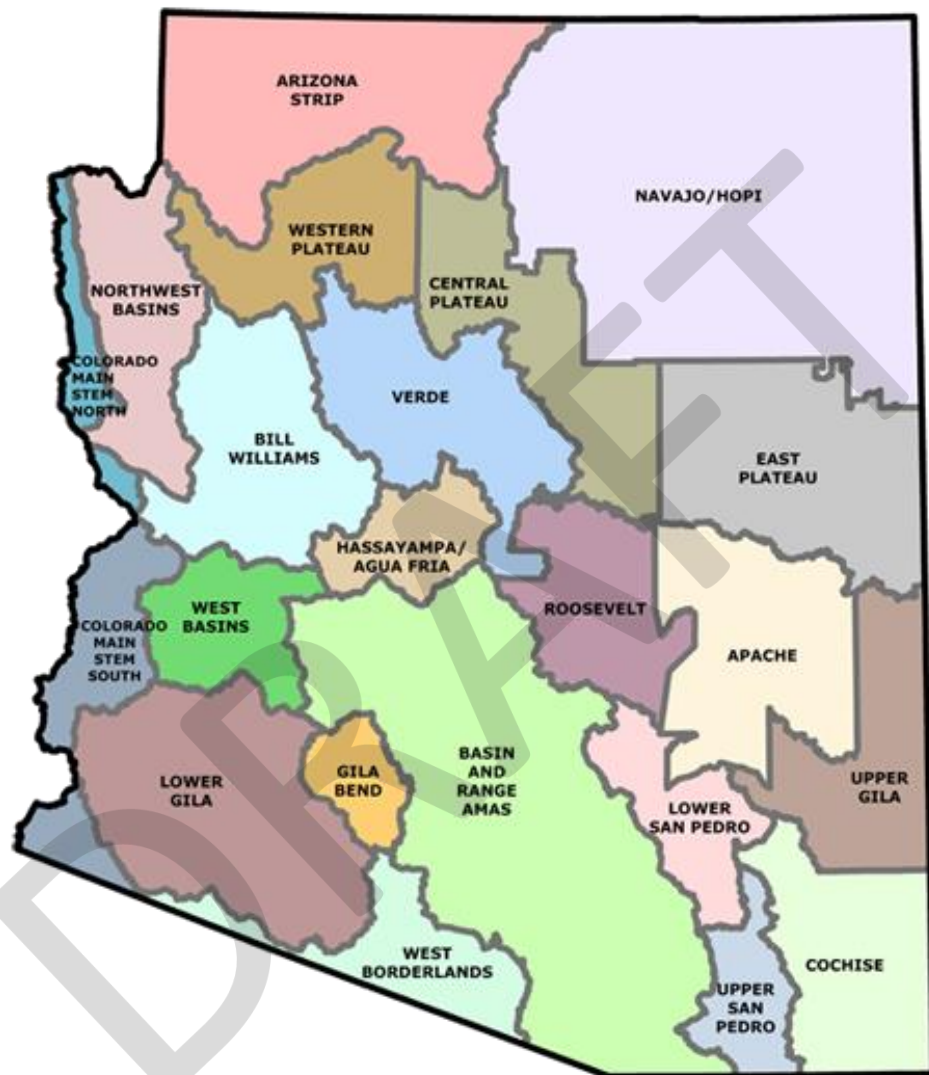 ARIZONA
STRIP
NAVAJO/HOPI
WESTERN
PLATEAU
CENTRAL
PLATEAU
NORTHWEST
BASINS
COLORADO
MAIN
STEM
NORTH
VERDE
BILL
WILLIAMS
EAST
PLATEAU
HASSAYAMPA/
AGUA FRIA
WEST
BASINS
ROOSEVELT
COLORADO
MAIN
STEM
SOUTH
APACHE
BASIN
AND
RANGE
AMAS
GILA
BEND
LOWER
GILA
UPPER
GILA
LOWER
SAN PEDRO
WEST
BORDERLANDS
COCHISE
UPPER
SAN
PEDRO
DRAFT